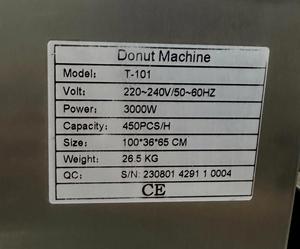 Donut Machine
Model: T-101
Volt: 220~240V/50~60HZ
Power: 3000W
Capacity: 450PCS/H
Size: 100*36*65 CM
Weight: 26.5 KG
QC: S/N: 230801 4291 1 0004
CE